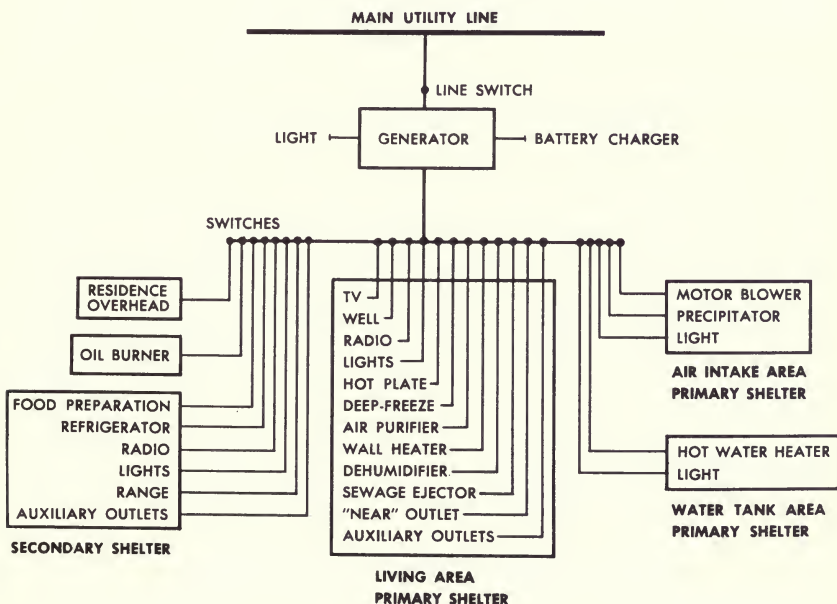 MAIN UTILITY LINE
LINE SWITCH
LIGHT
GENERATOR
BATTERY CHARGER
SWITCHES
RESIDENCE
OVERHEAD
OIL BURNER
FOOD PREPARATION
REFRIGERATOR
RADIO
LIGHTS
RANGE
AUXILIARY OUTLETS
SECONDARY SHELTER
TV
WELL
RADIO
LIGHTS
HOT PLATE
DEEP-FREEZE
AIR PURIFIER
WALL HEATER
DEHUMIDIFIER
SEWAGE EJECTOR
"NEAR" OUTLET
AUXILIARY OUTLETS
LIVING AREA
PRIMARY SHELTER
MOTOR BLOWER
PRECIPITATOR
LIGHT
AIR INTAKE AREA
PRIMARY SHELTER
HOT WATER HEATER
LIGHT
WATER TANK AREA
PRIMARY SHELTER